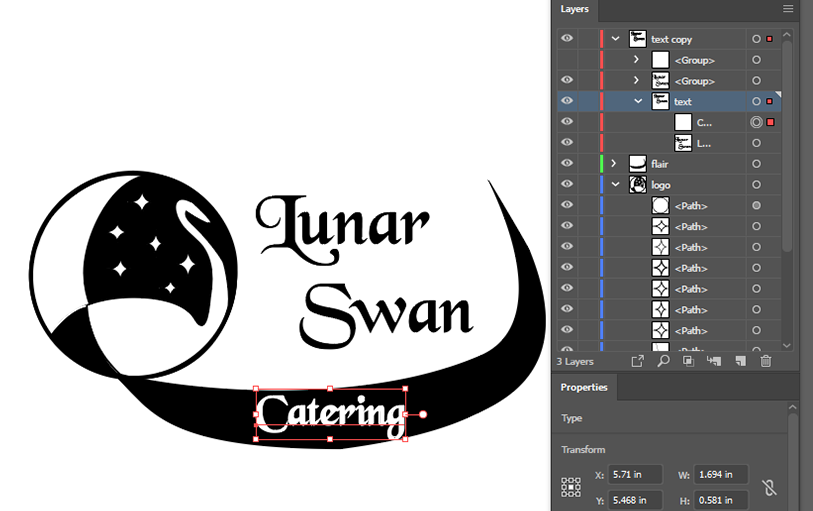 Layers
text copy
<Group>
<Group>
text
C...
L...
flair
logo
<Path>
<Path>
<Path>
<Path>
<Path>
<Path>
<Path>
3 Layers
Properties
Type
Transform
X: 5.71 in W: 1.694 in
Y: 5.468 in H: 0.581 in
Lunar
Swan
Catering